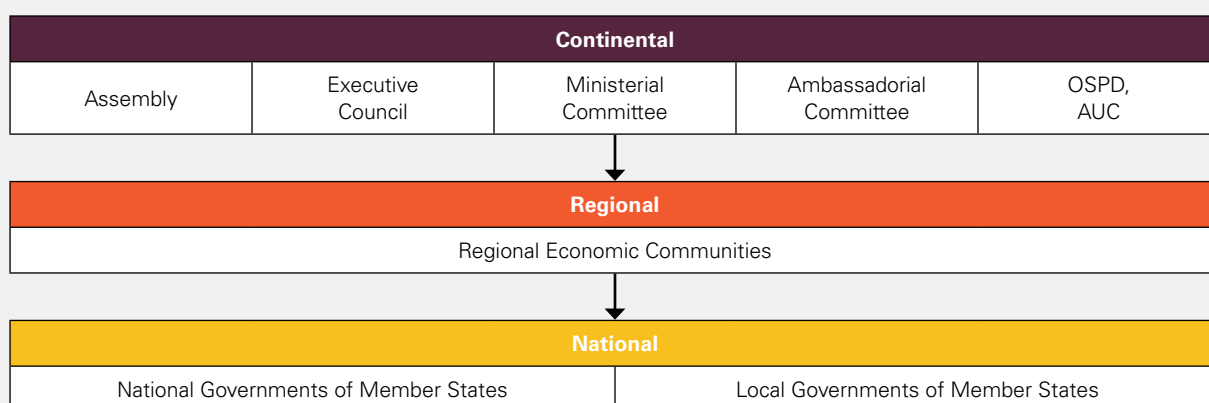 Continental
Assembly
Executive
Council
Ministerial
Committee
Ambassadorial
Committee
OSPD,
AUC
Regional
Regional Economic Communities
National
National Governments of Member States
Local Governments of Member States